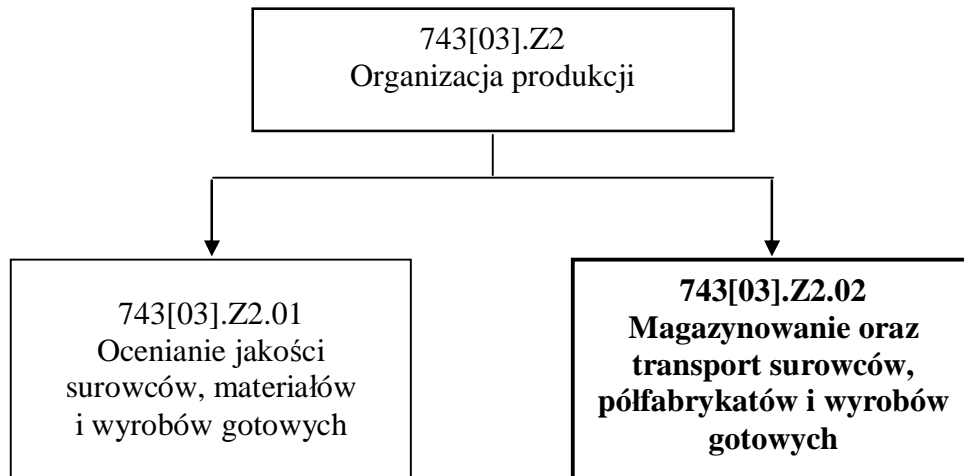 743[03].Z2
Organizacja produkcji
743[03].Z2.01
Ocenianie jakości
surowców, materiałów
i wyrobów gotowych
743[03].Z2.02
Magazynowanie oraz
transport surowców,
półfabrykatów i wyrobów
gotowych